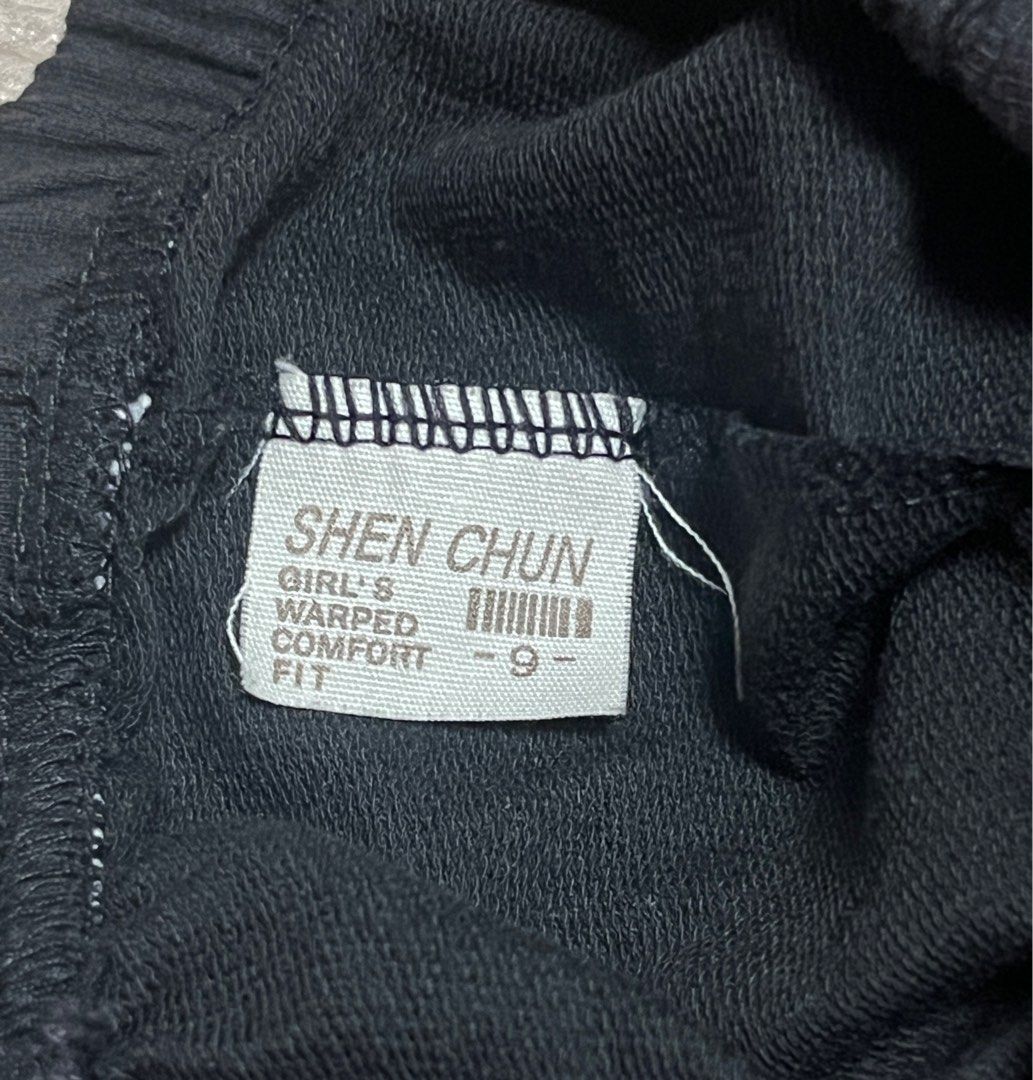 SHEN CHUN
GIRL'S
WARPED
COMFORT
FIT
- 9 -